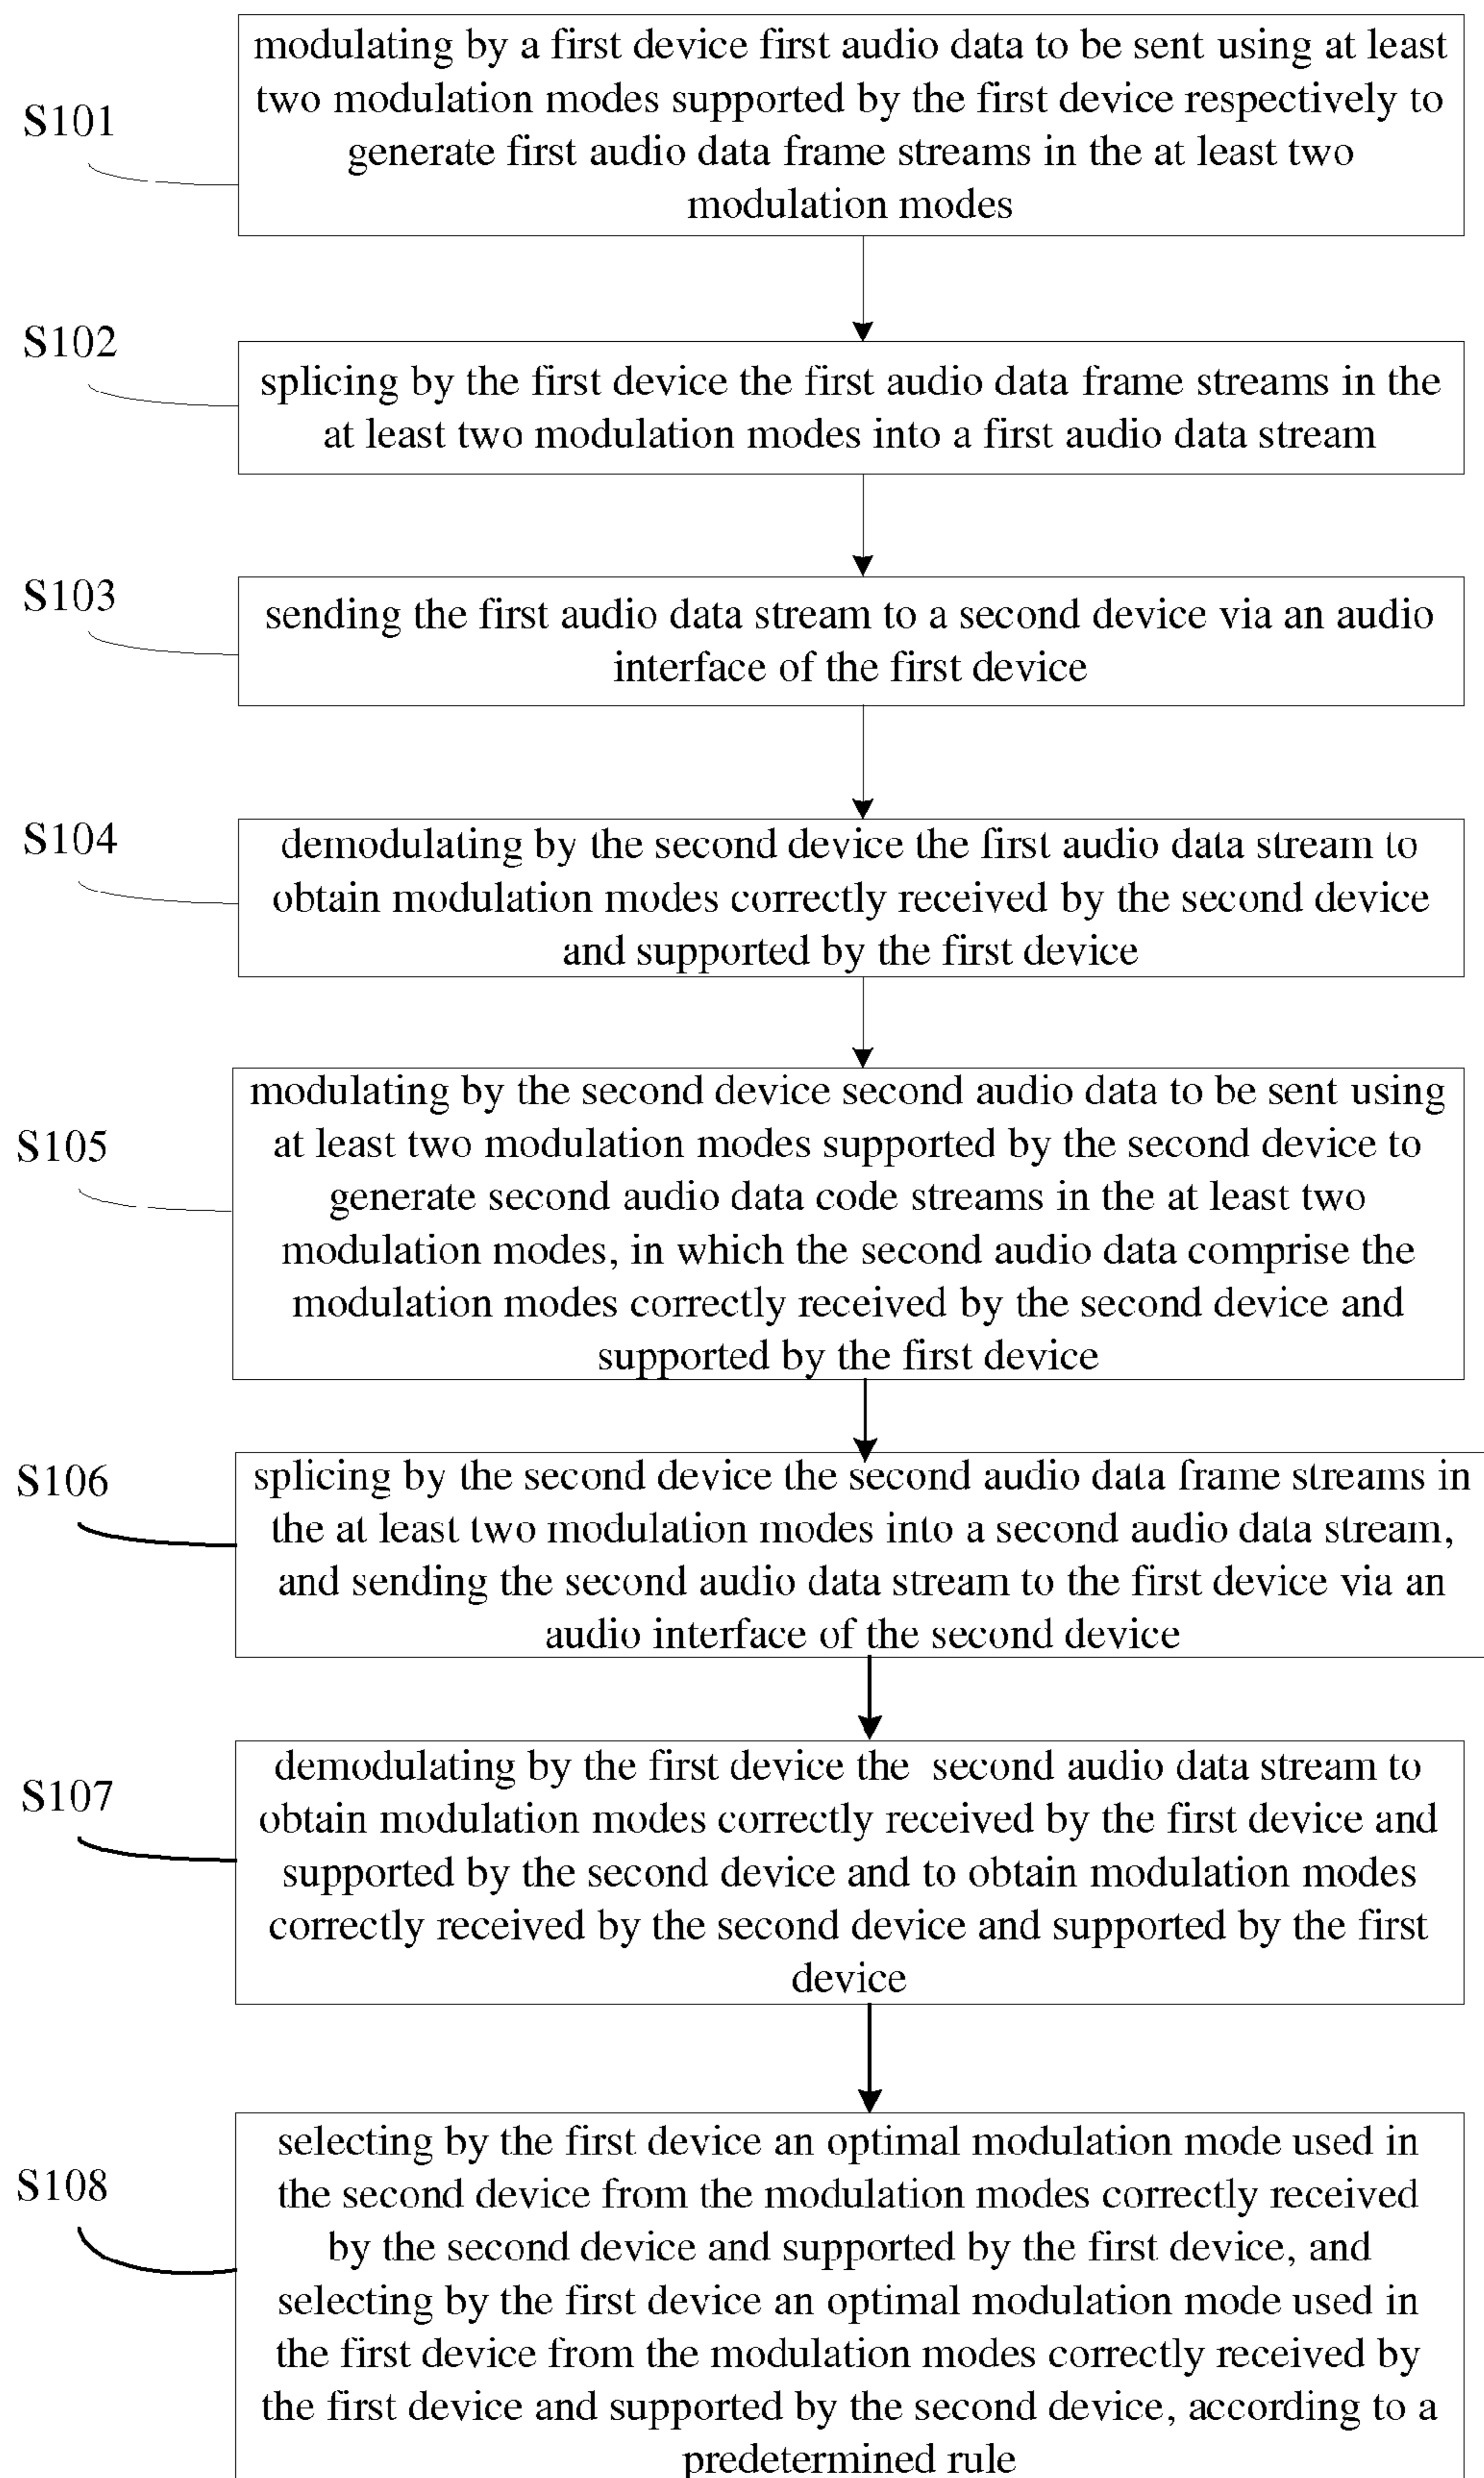 S101
modulating by a first device first audio data to be sent using at least
two modulation modes supported by the first device respectively to
generate first audio data frame streams in the at least two
modulation modes
S102
splicing by the first device the first audio data frame streams in the
at least two modulation modes into a first audio data stream
S103
sending the first audio data stream to a second device via an audio
interface of the first device
S104
demodulating by the second device the first audio data stream to
obtain modulation modes correctly received by the second device
and supported by the first device
S105
modulating by the second device second audio data to be sent using
at least two modulation modes supported by the second device to
generate second audio data code streams in the at least two
modulation modes, in which the second audio data comprise the
modulation modes correctly received by the second device and
supported by the first device
S106
splicing by the second device the second audio data frame streams in
the at least two modulation modes into a second audio data stream,
and sending the second audio data stream to the first device via an
audio interface of the second device
S107
demodulating by the first device the second audio data stream to
obtain modulation modes correctly received by the first device and
supported by the second device and to obtain modulation modes
correctly received by the second device and supported by the first
device
S108
selecting by the first device an optimal modulation mode used in
the second device from the modulation modes correctly received
by the second device and supported by the first device, and
selecting by the first device an optimal modulation mode used in
the first device from the modulation modes correctly received by
the first device and supported by the second device, according to a
predetermined rule